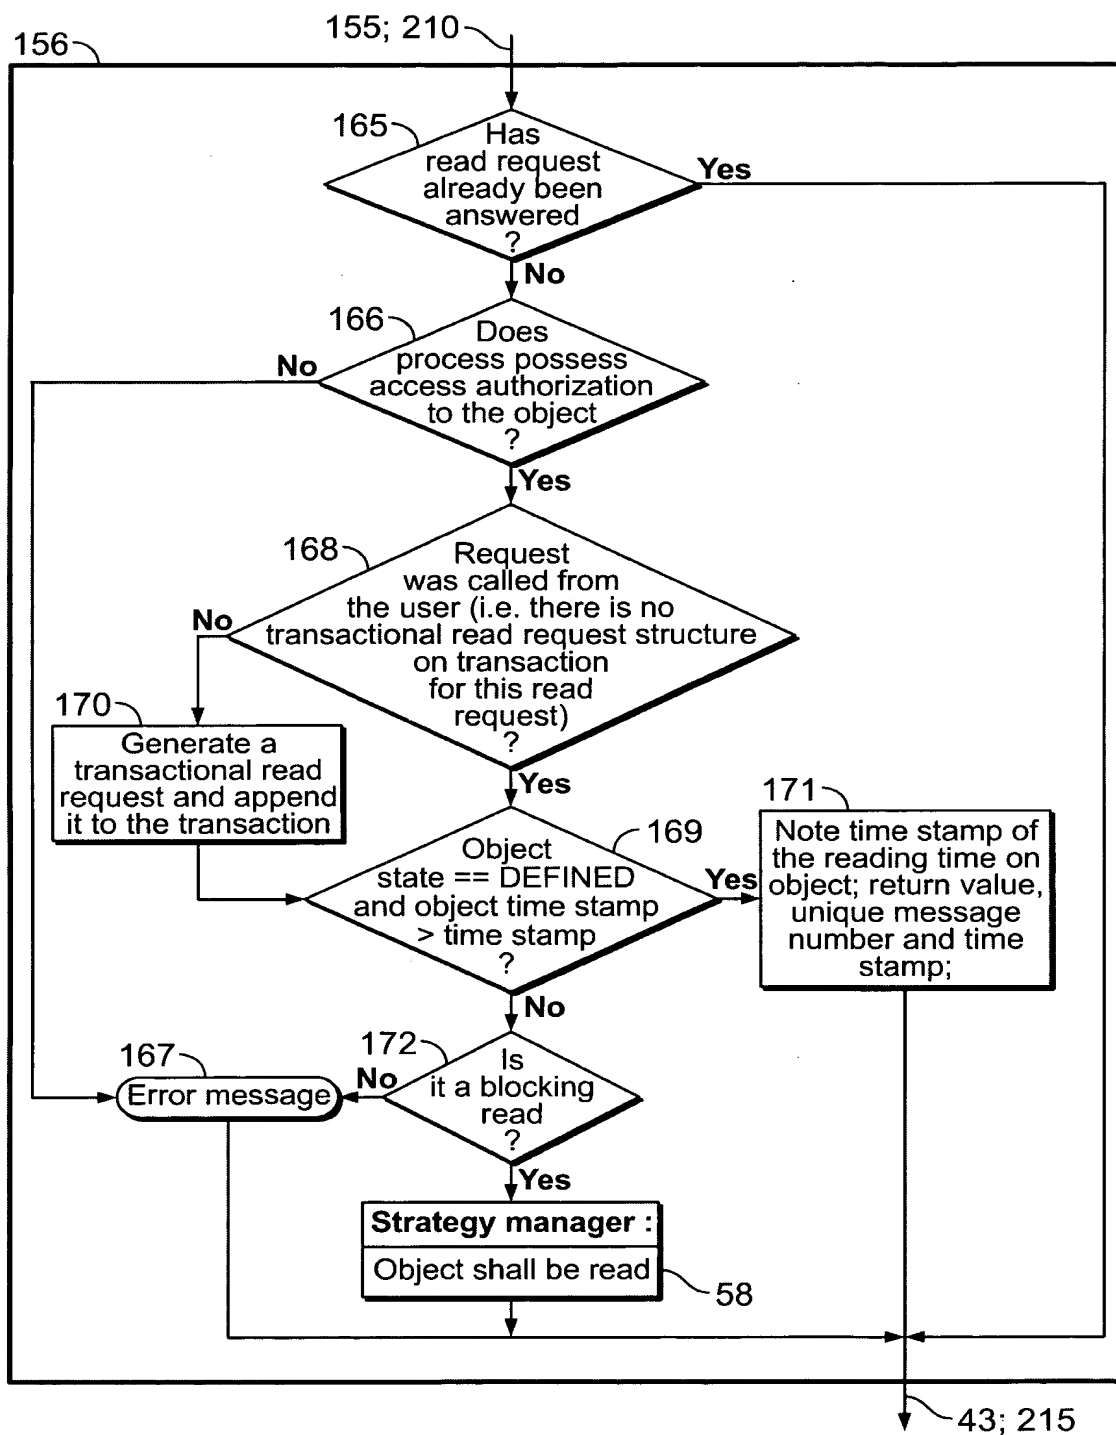 155; 210
156
165
Has
read request
already been
answered
?
Yes
No
166
Does
process possess
access authorization
to the object
?
No
Yes
168
Request
was called from
the user (i.e. there is no
transactional read request structure
on transaction
for this read
request)
?
No
Yes
170
Generate a
transactional read
request and append
it to the transaction
169
Object
state == DEFINED
and object time stamp
> time stamp
?
Yes
No
171
Note time stamp of
the reading time on
object; return value,
unique message
number and time
stamp;
172
Is
it a blocking
read
?
No
Yes
167
Error message
Strategy manager :
Object shall be read
58
43; 215